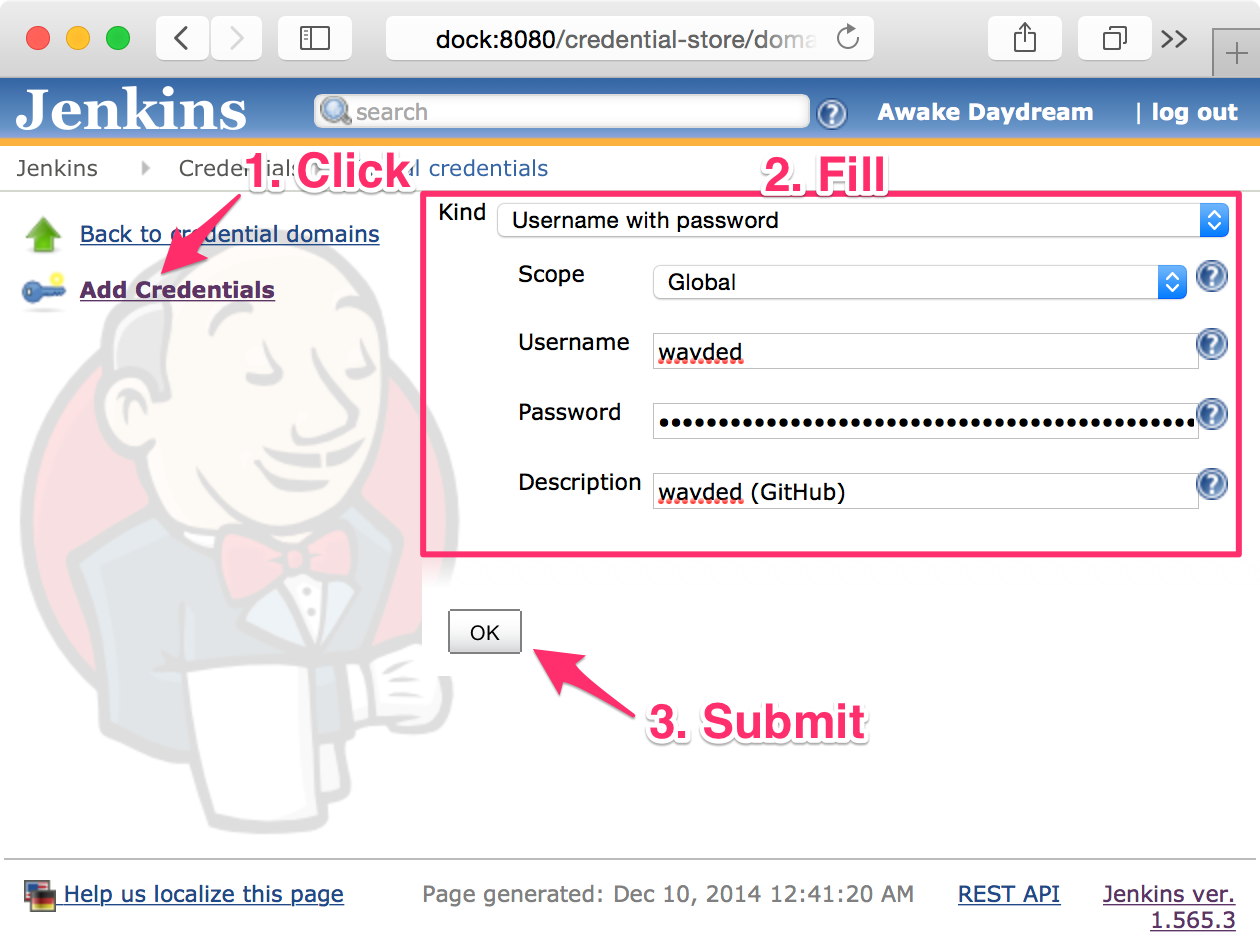 dock:8080/credential-store/doma
Jenkins
search
?
Awake Daydream
| log out
Jenkins
Credentials
credentials
1. Click
2. Fill
Back to credential domains
Add Credentials
Kind
Username with password
Scope
Global
?
Username
wavded
?
Password
?
Description
wavded (GitHub)
?
OK
3. Submit
Help us localize this page
Page generated: Dec 10, 2014 12:41:20 AM
REST API
Jenkins ver.
1.565.3